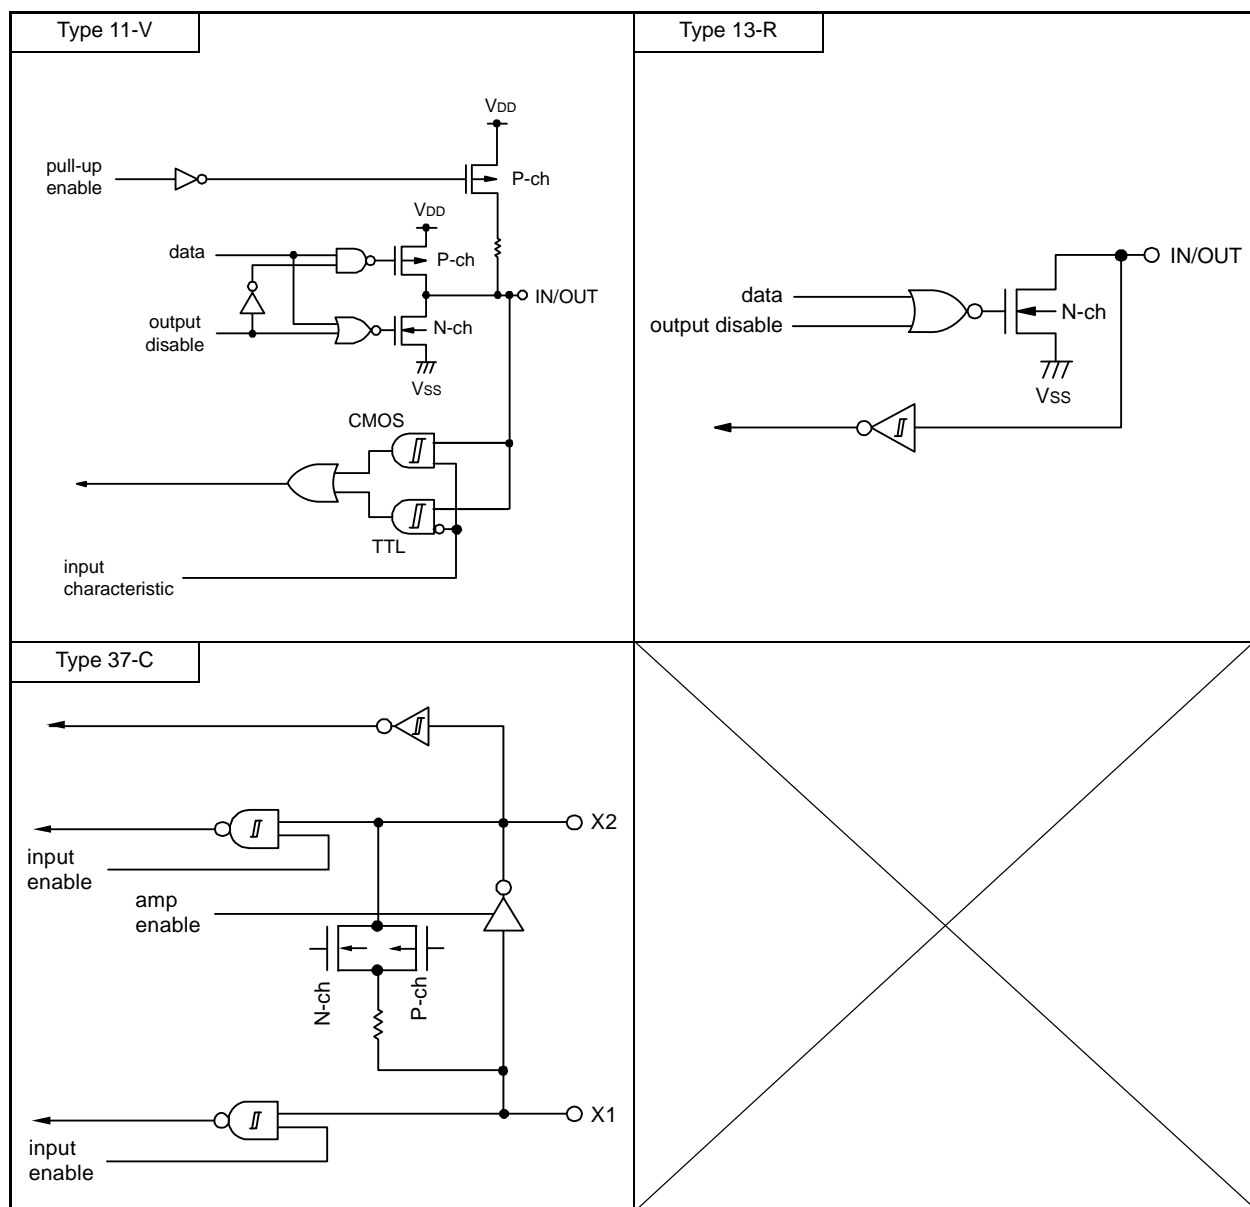 Type 11-V
VDD
pull-up
enable
P-ch
VDD
data
P-ch
IN/OUT
output
disable
N-ch
VSS
CMOS
TTL
input
characteristic
Type 13-R
IN/OUT
data
output disable
N-ch
VSS
Type 37-C
X2
input
enable
amp
enable
N-ch
P-ch
X1
input
enable